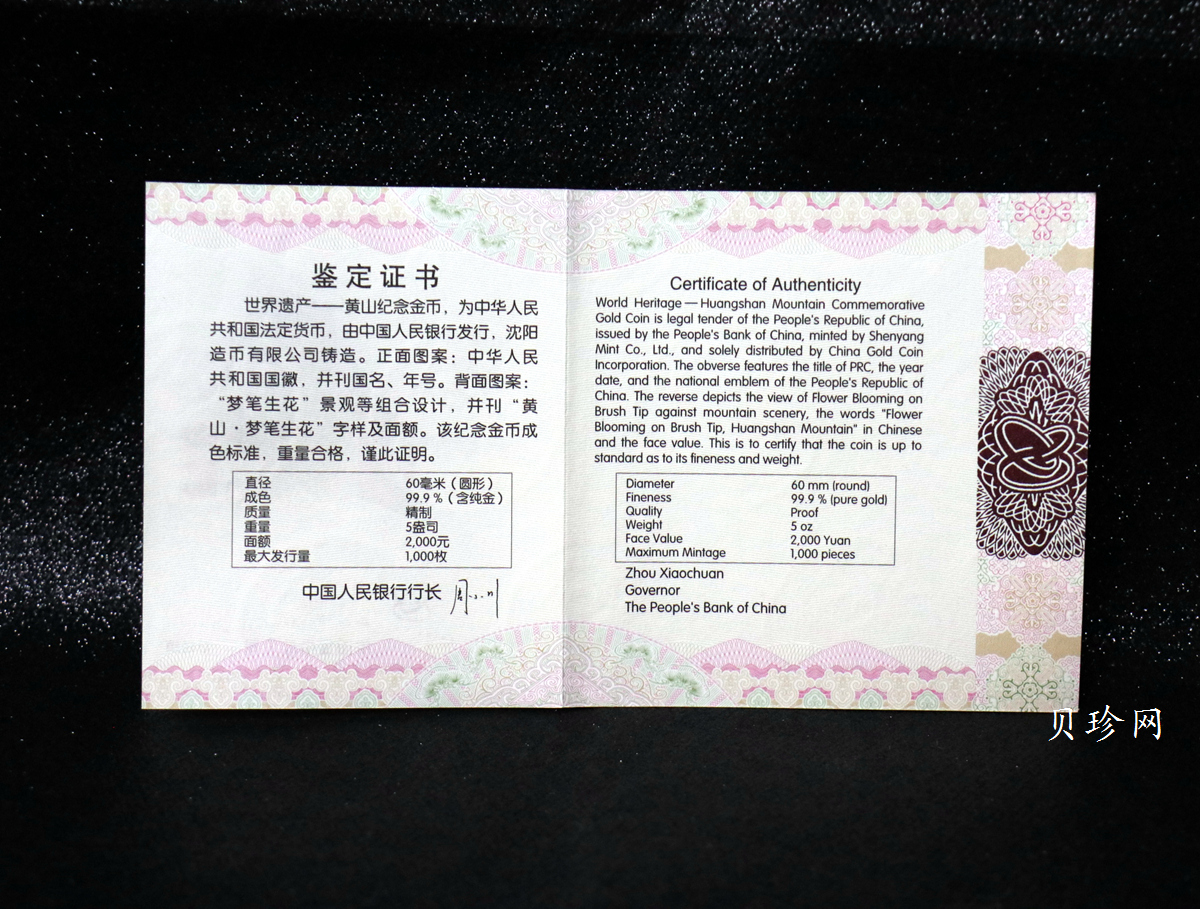 鉴定证书
世界遗产——黄山纪念金币，为中华人民
共和国法定货币，由中国人民银行发行，沈阳
造币有限公司铸造。正面图案：中华人民
共和国国徽，并刊国名、年号。背面图案：
“梦笔生花”景观等组合设计，并刊“黄
山·梦笔生花”字样及面额。该纪念金币成
色标准，重量合格，谨此证明。
直径 60毫米（圆形）
成色 99.9％（含纯金）
质量 精制
重量 5盎司
面额 2,000元
最大发行量 1,000枚
中国人民银行行长 周小川
Certificate of Authenticity
World Heritage — Huangshan Mountain Commemorative
Gold Coin is legal tender of the People's Republic of China,
issued by the People's Bank of China, minted by Shenyang
Mint Co., Ltd., and solely distributed by China Gold Coin
Incorporation. The obverse features the title of PRC, the year
date, and the national emblem of the People's Republic of
China. The reverse depicts the view of Flower Blooming on
Brush Tip against mountain scenery, the words "Flower
Blooming on Brush Tip, Huangshan Mountain" in Chinese
and the face value. This is to certify that the coin is up to
standard as to its fineness and weight.
Diameter 60 mm (round)
Fineness 99.9 % (pure gold)
Quality Proof
Weight 5 oz
Face Value 2,000 Yuan
Maximum Mintage 1,000 pieces
Zhou Xiaochuan
Governor
The People's Bank of China
贝珍网